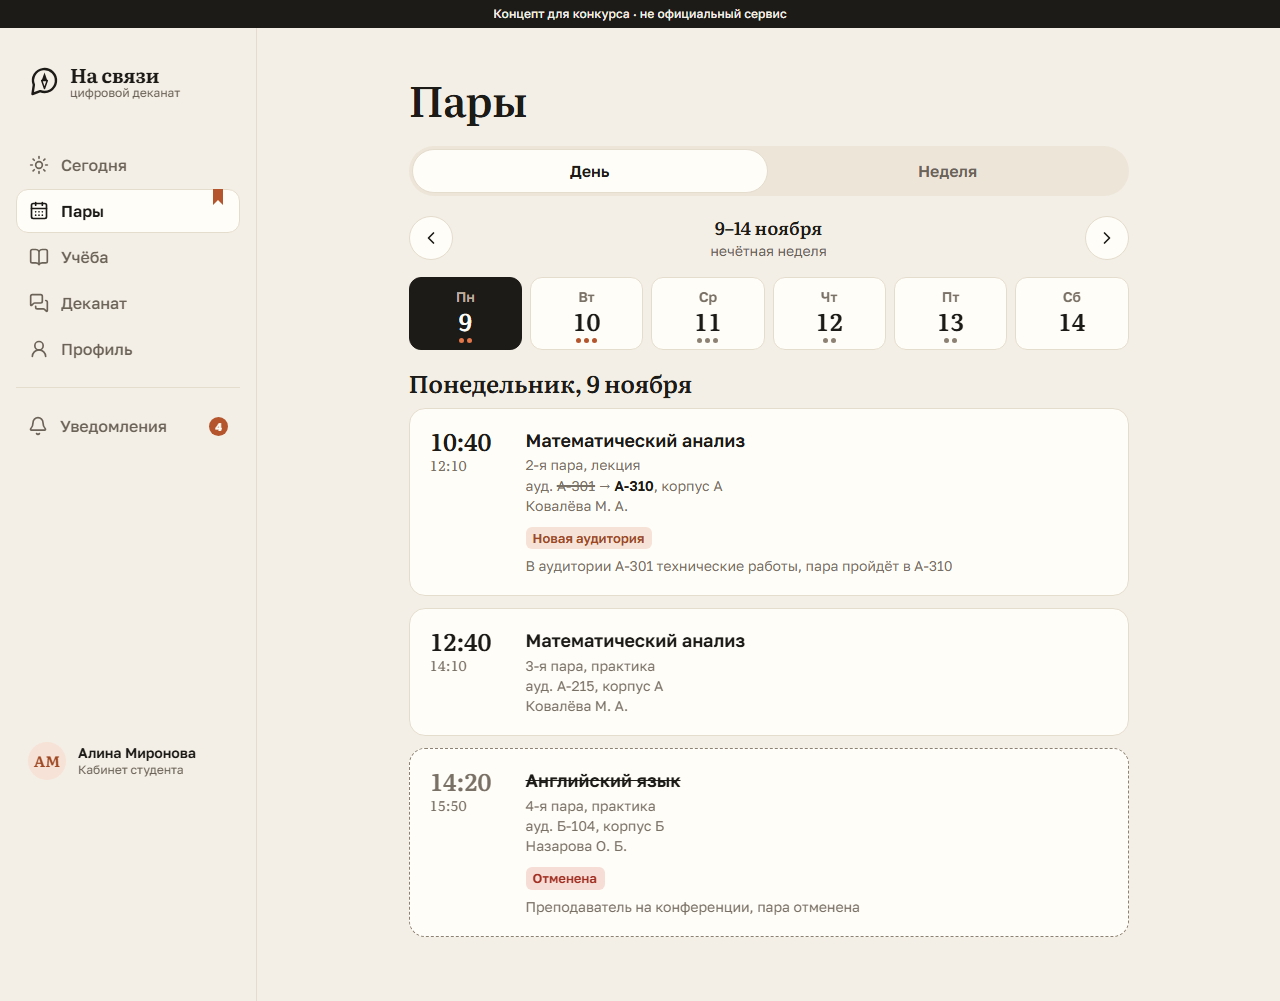 Концепт для конкурса · не официальный сервис
На связи
цифровой деканат
Сегодня
Пары
Учёба
Деканат
Профиль
Уведомления 4
АМ
Алина Миронова
Кабинет студента
Пары
День Неделя
9–14 ноября
нечётная неделя
Пн Вт Ср Чт Пт Сб
9 10 11 12 13 14
Понедельник, 9 ноября
10:40 Математический анализ
12:10 2-я пара, лекция
ауд. А-301 → А-310, корпус А
Ковалёва М. А.
Новая аудитория
В аудитории А-301 технические работы, пара пройдёт в А-310
12:40 Математический анализ
14:10 3-я пара, практика
ауд. А-215, корпус А
Ковалёва М. А.
14:20 Английский язык
15:50 4-я пара, практика
ауд. Б-104, корпус Б
Назарова О. Б.
Отменена
Преподаватель на конференции, пара отменена